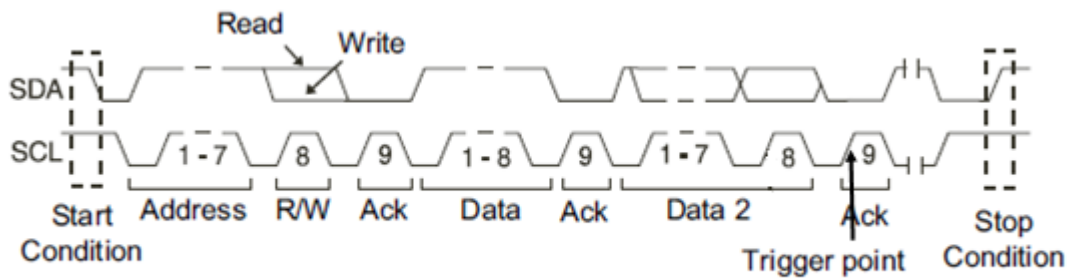 Read
Write
SDA
SCL
1 - 7
8
9
1 - 8
9
1 - 7
8
9
Start
Condition
Address
R/W
Ack
Data
Ack
Data 2
Ack
Trigger point
Stop
Condition